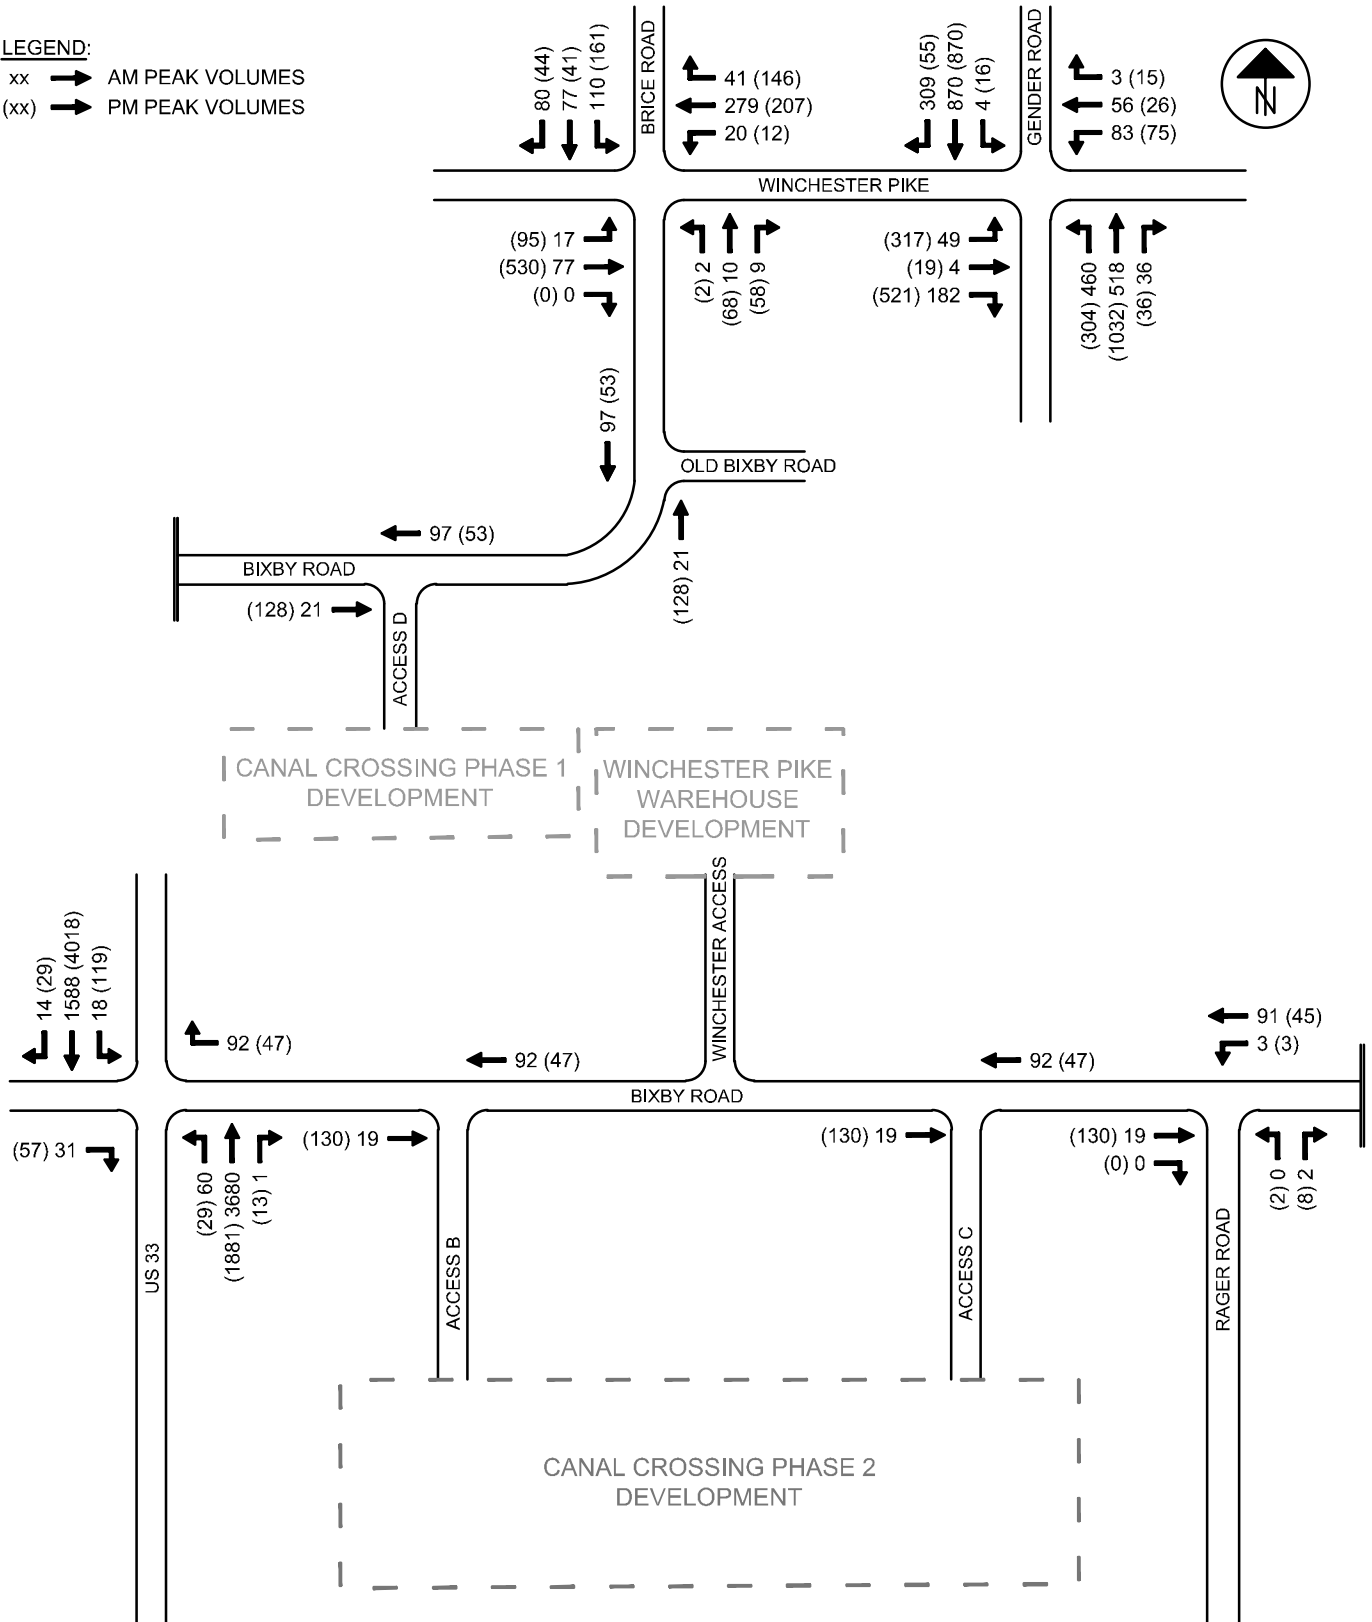 LEGEND:
xx AM PEAK VOLUMES
(xx) PM PEAK VOLUMES
80 (44)
77 (41)
110 (161)
BRICE ROAD
41 (146)
279 (207)
20 (12)
309 (55)
870 (870)
4 (16)
GENDER ROAD
3 (15)
56 (26)
83 (75)
N
WINCHESTER PIKE
(95) 17
(530) 77
(0) 0
(2) 2
(68) 10
(58) 9
(317) 49
(19) 4
(521) 182
(304) 460
(1032) 518
(36) 36
97 (53)
OLD BIXBY ROAD
97 (53)
BIXBY ROAD
(128) 21
(128) 21
ACCESS D
CANAL CROSSING PHASE 1
DEVELOPMENT
WINCHESTER PIKE
WAREHOUSE
DEVELOPMENT
WINCHESTER ACCESS
14 (29)
1588 (4018)
18 (119)
92 (47)
92 (47)
92 (47)
91 (45)
3 (3)
BIXBY ROAD
(57) 31
(29) 60
(1881) 3680
(13) 1
(130) 19
(130) 19
(130) 19
(0) 0
(2) 0
(8) 2
US 33
ACCESS B
ACCESS C
RAGER ROAD
CANAL CROSSING PHASE 2
DEVELOPMENT